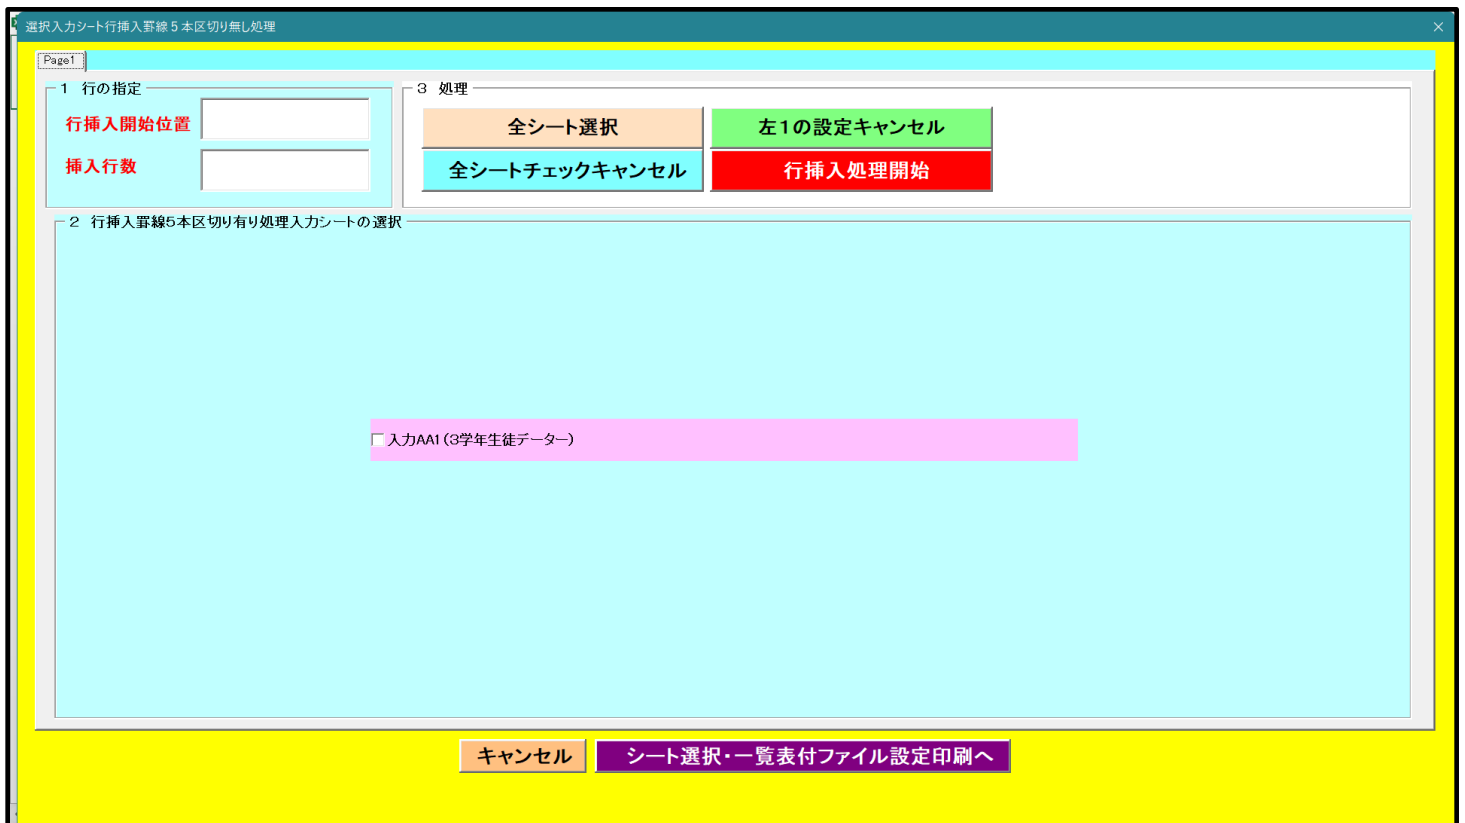 選択入力シート行挿入罫線５本区切り無し処理
Page1
1 行の指定
行挿入開始位置
挿入行数
3 処理
全シート選択
左1の設定キャンセル
全シートチェックキャンセル
行挿入処理開始
2 行挿入罫線5本区切り有り処理入力シートの選択
入力AA1(3学年生徒データー)
キャンセル
シート選択・一覧表付ファイル設定印刷へ